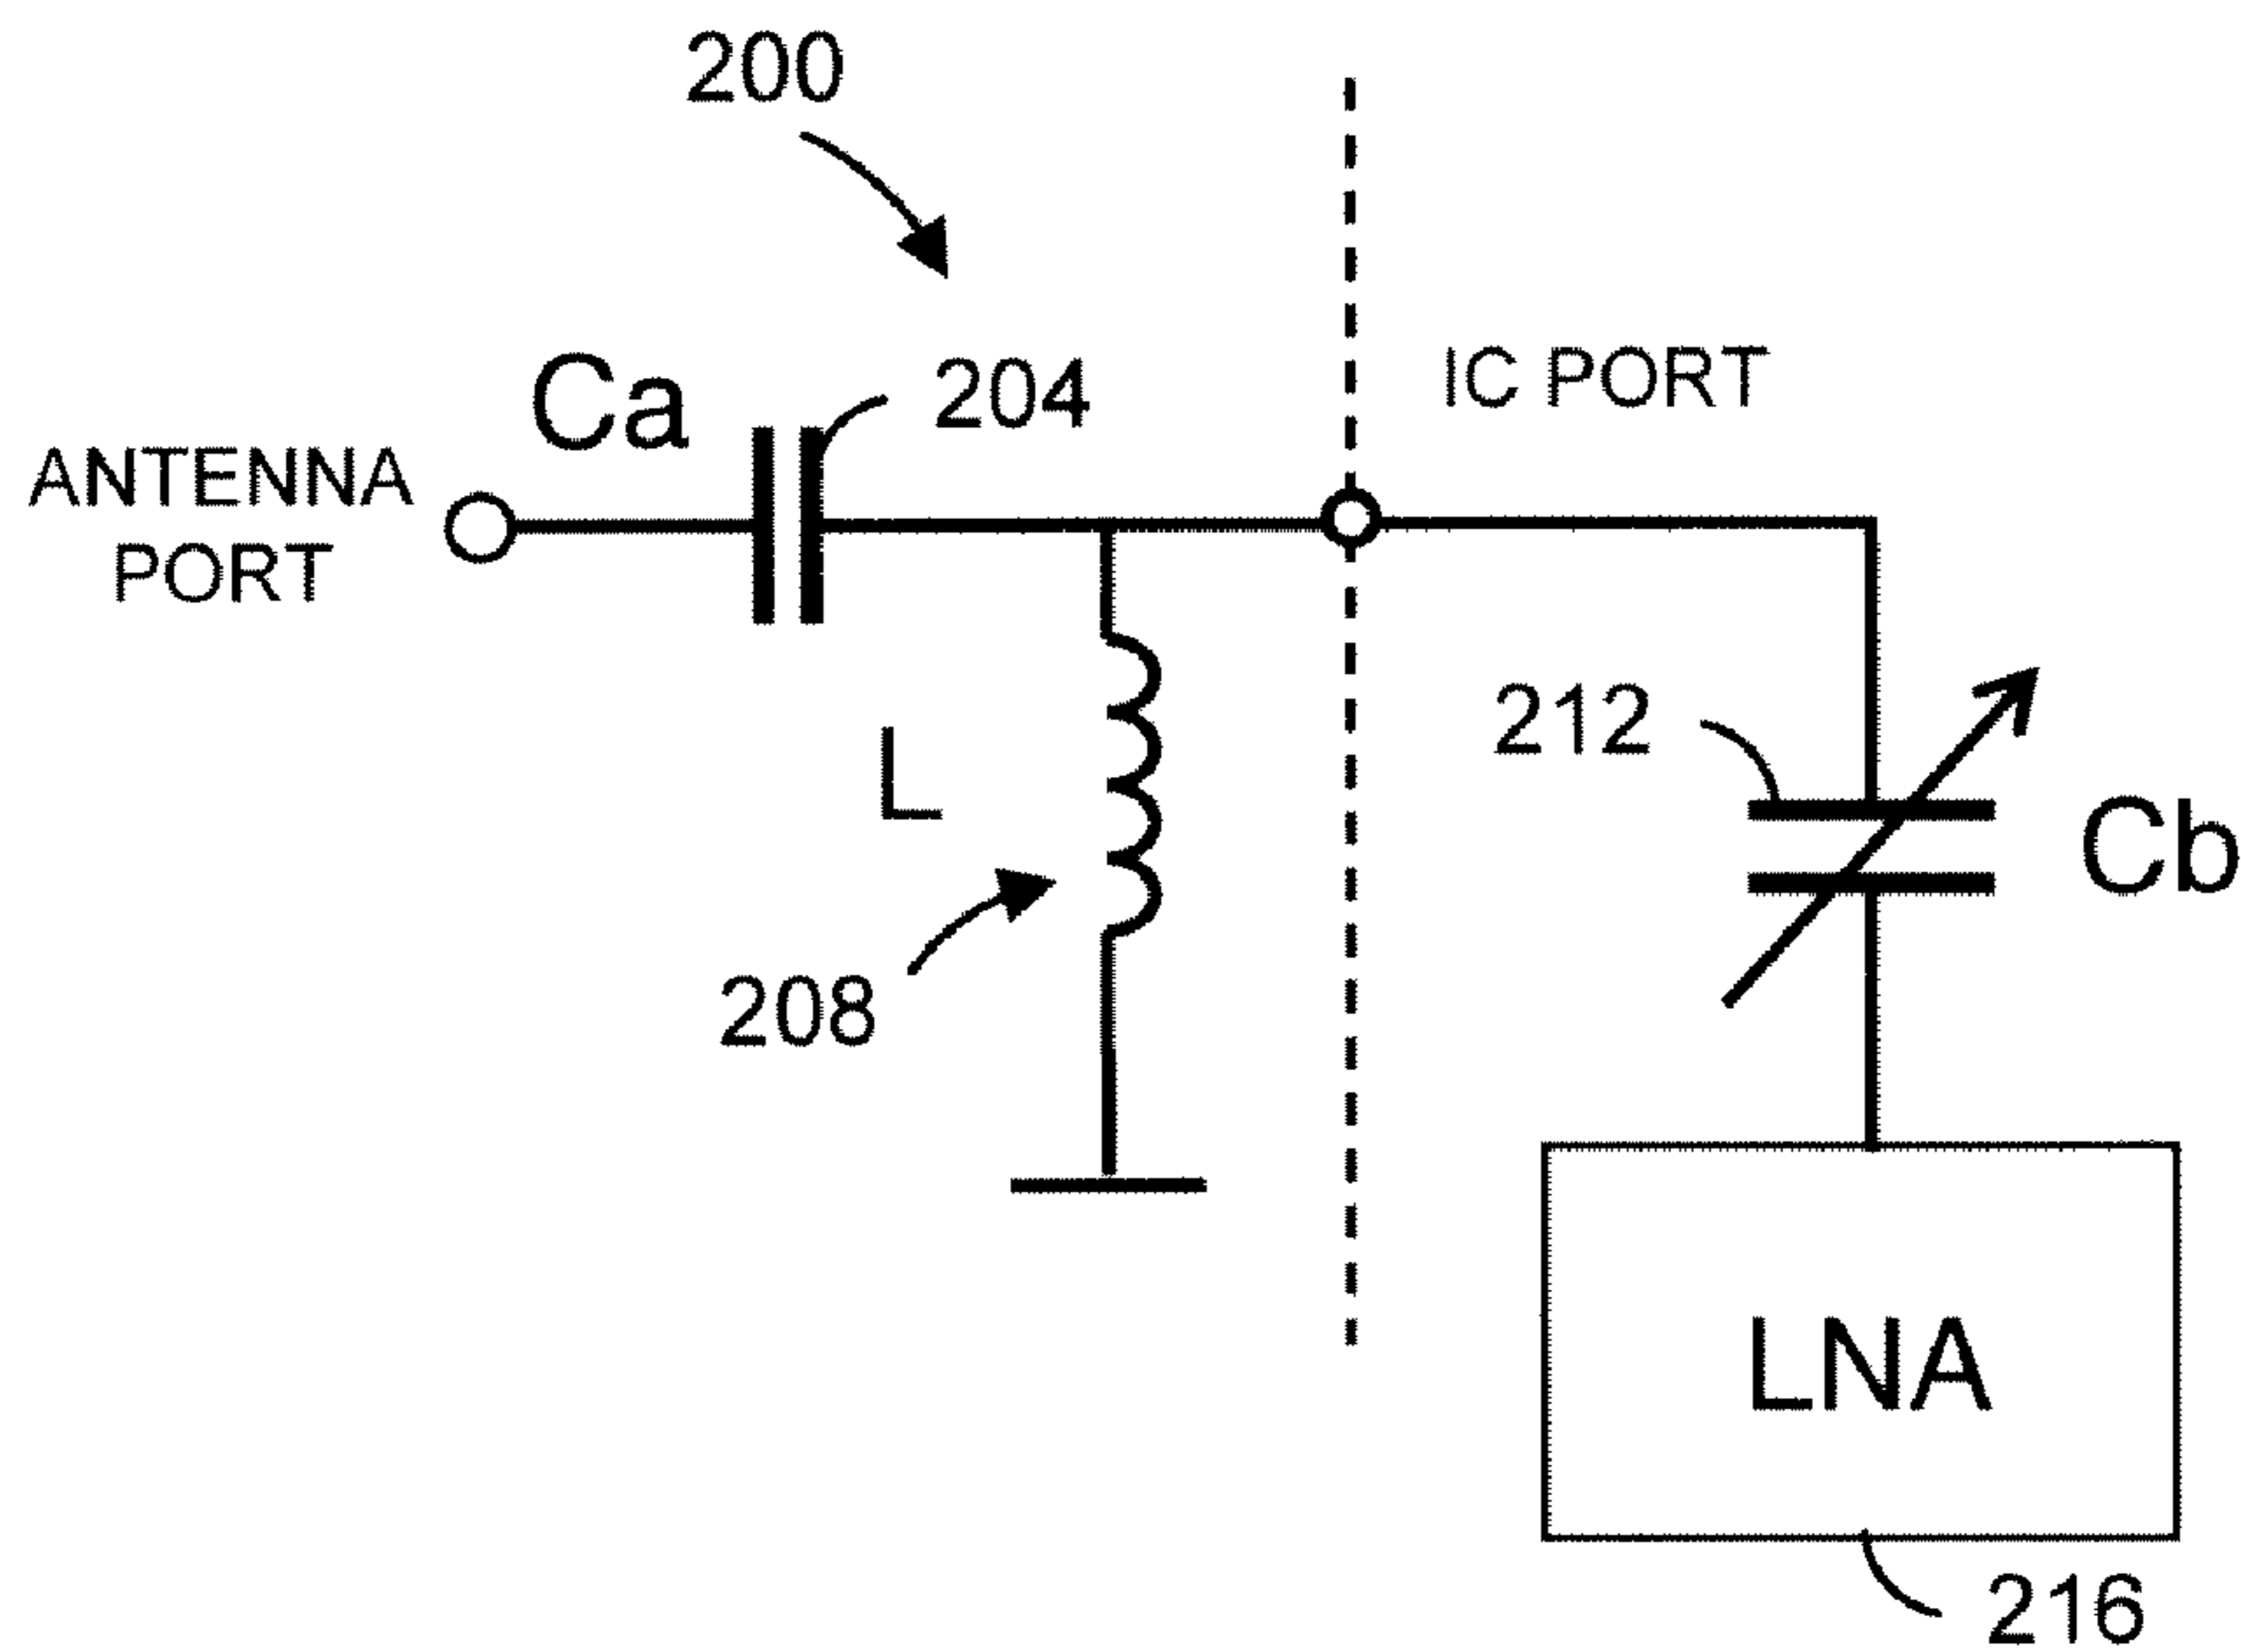 200
Ca
204
IC PORT
ANTENNA
PORT
L
212
Cb
208
LNA
216